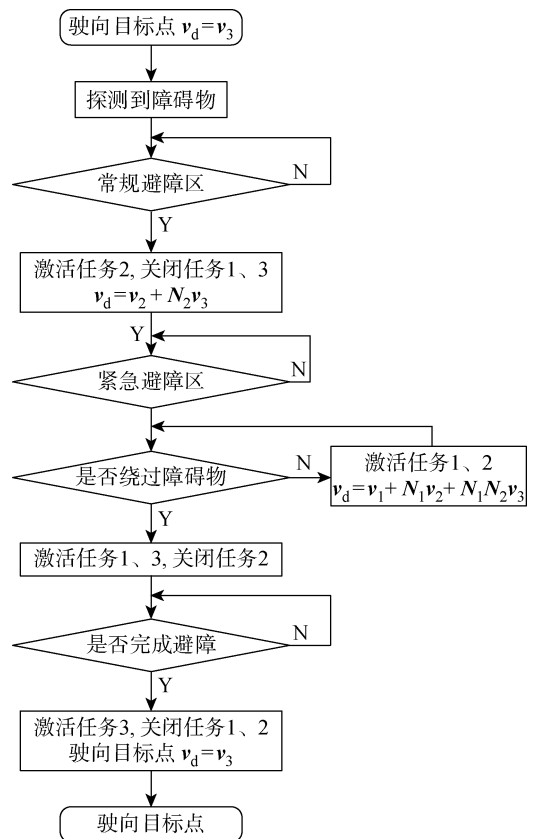 驶向目标点 v_d=v_3
探测到障碍物
常规避障区
N
Y
激活任务2, 关闭任务1、3
v_d=v_2+N_2v_3
Y
紧急避障区
N
是否绕过障碍物
N
激活任务1、2
v_d=v_1+N_1v_2+N_1N_2v_3
Y
激活任务1、3, 关闭任务2
是否完成避障
N
Y
激活任务3, 关闭任务1、2
驶向目标点 v_d=v_3
驶向目标点